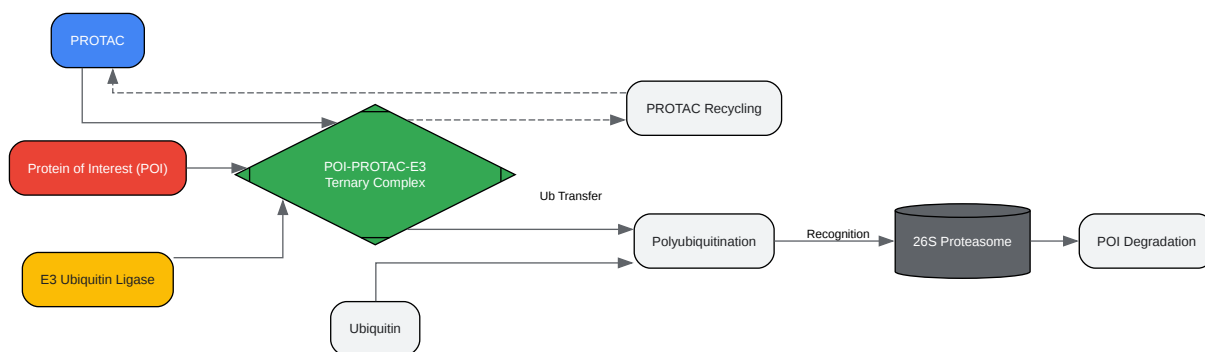 PROTAC
PROTAC Recycling
Protein of Interest (POI)
POI-PROTAC-E3
Ternary Complex
Ub Transfer
E3 Ubiquitin Ligase
Polyubiquitination
Recognition
26S Proteasome
POI Degradation
Ubiquitin